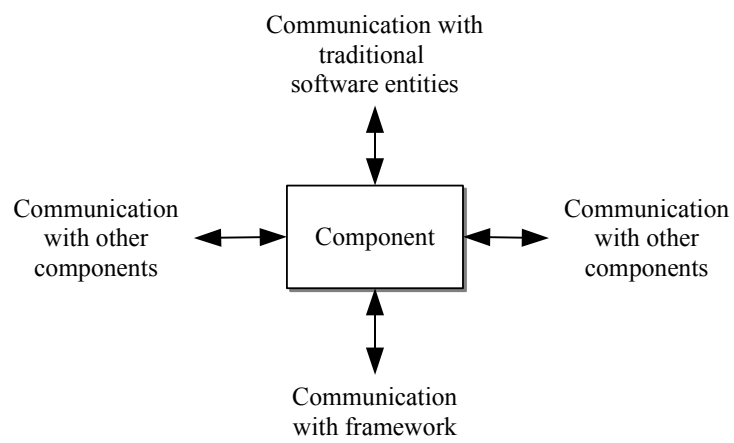 Communication with
traditional
software entities
Communication
with other
components
Component
Communication
with other
components
Communication
with framework